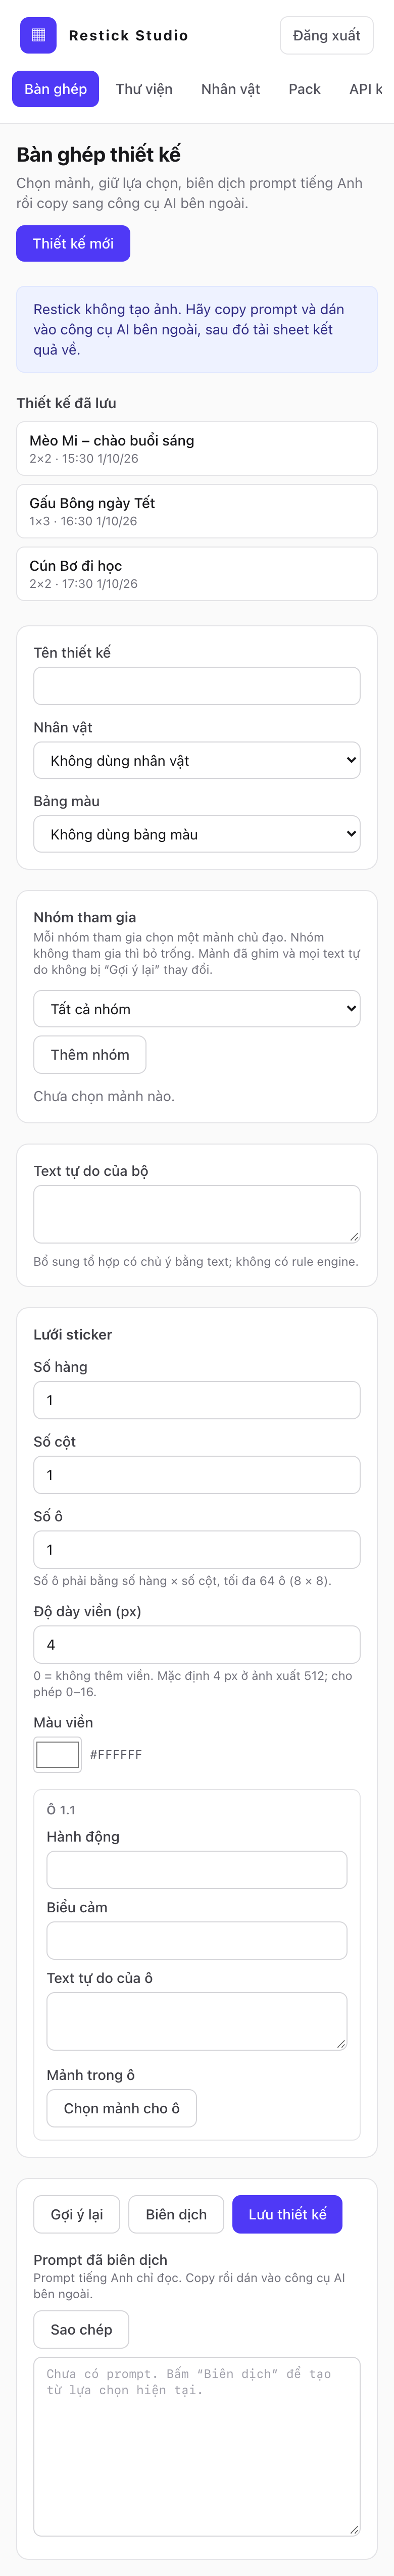 Restick Studio
Đăng xuất
Bàn ghép
Thư viện
Nhân vật
Pack
API k
Bàn ghép thiết kế
Chọn mảnh, giữ lựa chọn, biên dịch prompt tiếng Anh
rồi copy sang công cụ AI bên ngoài.
Thiết kế mới
Restick không tạo ảnh. Hãy copy prompt và dán
vào công cụ AI bên ngoài, sau đó tải sheet kết
quả về.
Thiết kế đã lưu
Mèo Mi – chào buổi sáng
2×2 · 15:30 1/10/26
Gấu Bông ngày Tết
1×3 · 16:30 1/10/26
Cún Bơ đi học
2×2 · 17:30 1/10/26
Tên thiết kế
Nhân vật
Không dùng nhân vật
Bảng màu
Không dùng bảng màu
Nhóm tham gia
Mỗi nhóm tham gia chọn một mảnh chủ đạo. Nhóm
không tham gia thì bỏ trống. Mảnh đã ghim và mọi text tự
do không bị “Gợi ý lại” thay đổi.
Tất cả nhóm
Thêm nhóm
Chưa chọn mảnh nào.
Text tự do của bộ
Bổ sung tổ hợp có chủ ý bằng text; không có rule engine.
Lưới sticker
Số hàng
1
Số cột
1
Số ô
1
Số ô phải bằng số hàng × số cột, tối đa 64 ô (8 × 8).
Độ dày viền (px)
4
0 = không thêm viền. Mặc định 4 px ở ảnh xuất 512; cho
phép 0–16.
Màu viền
#FFFFFF
Ô 1.1
Hành động
Biểu cảm
Text tự do của ô
Mảnh trong ô
Chọn mảnh cho ô
Gợi ý lại
Biên dịch
Lưu thiết kế
Prompt đã biên dịch
Prompt tiếng Anh chỉ đọc. Copy rồi dán vào công cụ AI
bên ngoài.
Sao chép
Chưa có prompt. Bấm “Biên dịch” để tạo
từ lựa chọn hiện tại.